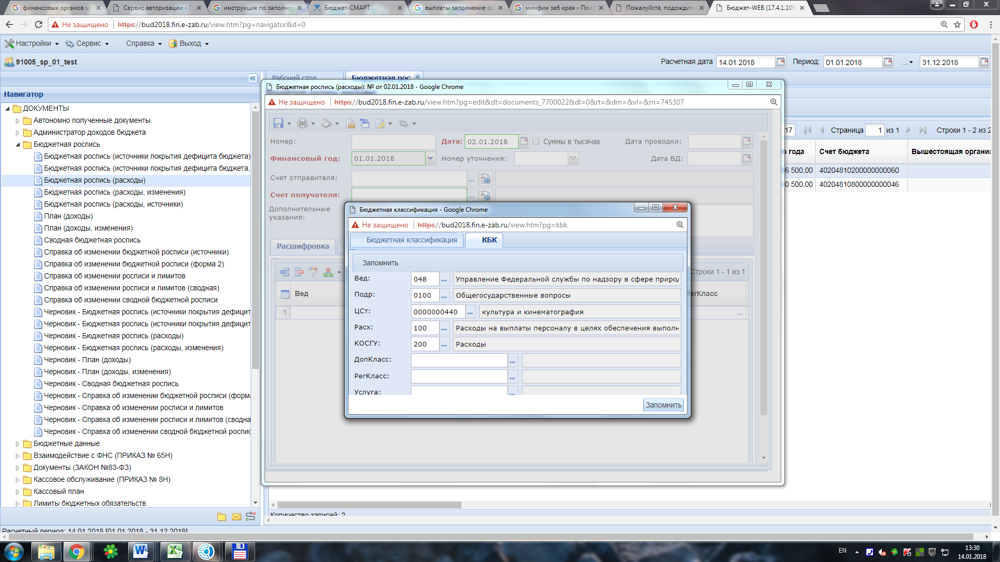 финансовых органов м
Сервис авторизации - П
инструкция по заполне
Бюджет-СМАРТ
выплаты заполнение ос
минфин заб края - Пои
Пожалуйста, подождите
Бюджет-WEB (17.4.1.109
Не защищено
https://bud2018.fin.e-zab.ru/view.htm?pg=navigator&d=0
Настройки
Сервис
Справка
Выход
91005_sp_01_test
Расчетная дата
14.01.2018
Период:
01.01.2018
...
31.12.2018
Рабочий стол
Бюджетная рос
Навигатор
ДОКУМЕНТЫ
Автономно полученные документы
Администратор доходов бюджета
Бюджетная роспись
Бюджетная роспись (источники покрытия дефицита бюджета)
Бюджетная роспись (источники покрытия дефицита бюджета,
Бюджетная роспись (расходы)
Бюджетная роспись (расходы, изменения)
Бюджетная роспись (расходы, источники)
План (доходы)
План (доходы, изменения)
Сводная бюджетная роспись
Справка об изменении бюджетной росписи (источники)
Справка об изменении бюджетной росписи (форма 2)
Справка об изменении росписи и лимитов
Справка об изменении росписи и лимитов (сводная)
Справка об изменении сводной бюджетной росписи
Черновик - Бюджетная роспись (источники покрытия дефицит
Черновик - Бюджетная роспись (источники покрытия дефицит
Черновик - Бюджетная роспись (расходы)
Черновик - Бюджетная роспись (расходы, изменения)
Черновик - План (доходы)
Черновик - План (доходы, изменения)
Черновик - Сводная бюджетная роспись
Черновик - Справка об изменении бюджетной росписи (форма
Черновик - Справка об изменении росписи и лимитов
Черновик - Справка об изменении росписи и лимитов (сводна
Черновик - Справка об изменении сводной бюджетной роспис
Бюджетные данные
Взаимодействие с ФНС (ПРИКАЗ № 65Н)
Документы (ЗАКОН №83-ФЗ)
Кассовое обслуживание (ПРИКАЗ № 8Н)
Кассовый план
Лимиты бюджетных обязательств
Расчетный период: 14.01.2018 [01.01.2018 - 31.12.2018]
Бюджетная роспись (расходы): № от 02.01.2018 - Google Chrome
Не защищено
https://bud2018.fin.e-zab.ru/view.htm?pg=edit&dt=documents_7700022&dl=0&rt=&dm=&vl=&rn=745307
Номер:
Дата:
02.01.2018
Суммы в тысячах
Дата проводки:
Финансовый год:
01.01.2018
Номер уточнения:
Дата ВД:
Счет отправителя:
...
Счет получателя:
...
Дополнительные
указания:
Расшифровка
Строки 1 - 1 из 1
Вед
егКласс
1
...
17
Страница
1
из 1
Строки 1 - 2 из 2
о года
Счет бюджета
Вышестоящая органи
6 500,00
40204810200000000060
0 500,00
40204810800000000046
Количество записей: 2
Бюджетная классификация - Google Chrome
Не защищено
https://bud2018.fin.e-zab.ru/view.htm?pg=kbk
Бюджетная классификация
КБК
Запомнить
Вед:
048
...
Управление Федеральной службы по надзору в сфере приро
Подр:
0100
...
Общегосударственные вопросы
ЦСт:
0000000440
...
культура и кинематография
Расх:
100
...
Расходы на выплаты персоналу в целях обеспечения выполн
КОСГУ:
200
...
Расходы
ДопКласс:
...
РегКласс:
...
Услуга:
...
Запомнить
EN
13:30
14.01.2018